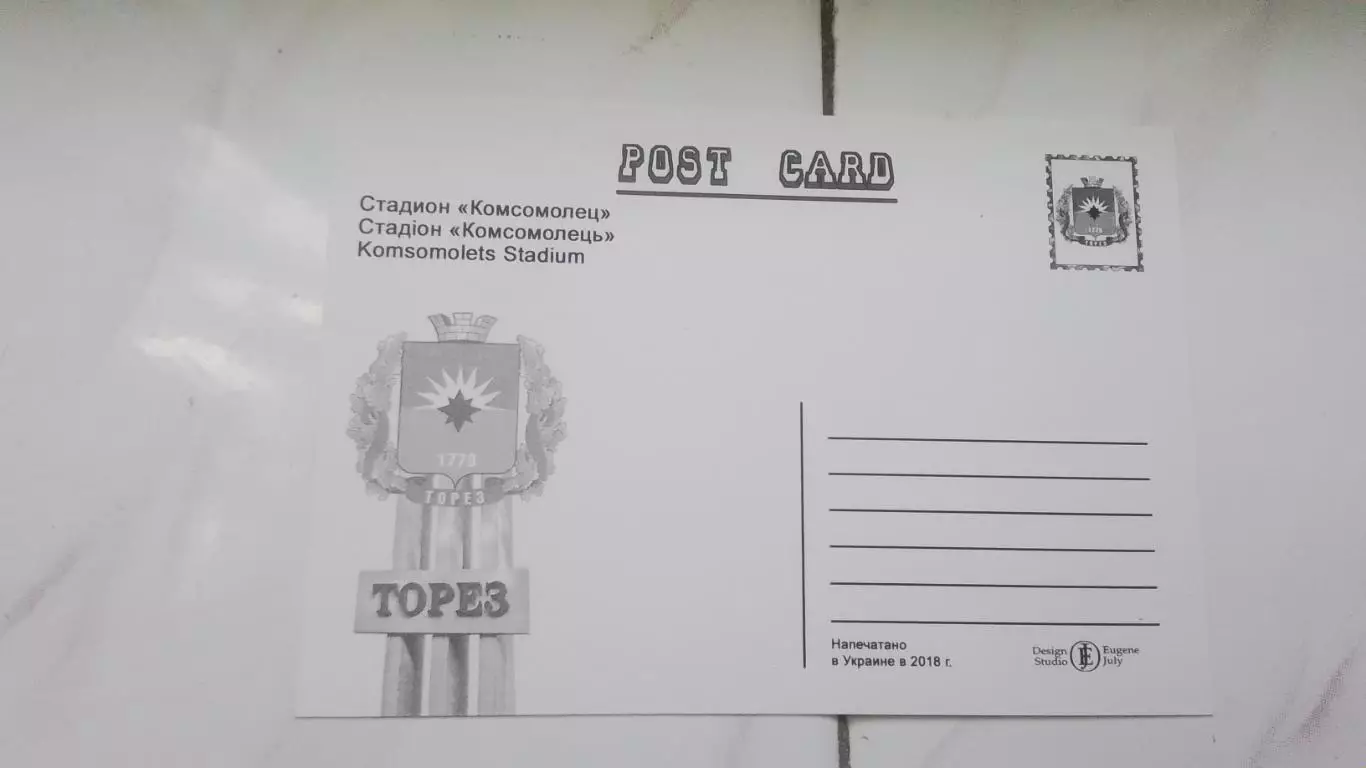 POST CARD
Стадион «Комсомолец»
Стадіон «Комсомолець»
Komsomolets Stadium
1778
ТОРЕЗ
1778
ТОРЕЗ
ТОРЕЗ
Напечатано
в Украине в 2018 г.
Design Eugene
Studio July